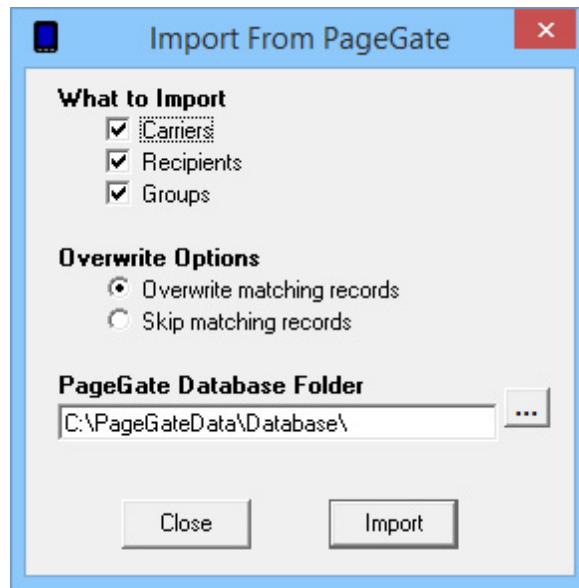 Import From PageGate
What to Import
Carriers
Recipients
Groups
Overwrite Options
Overwrite matching records
Skip matching records
PageGate Database Folder
C:\PageGateData\Database\
...
Close
Import